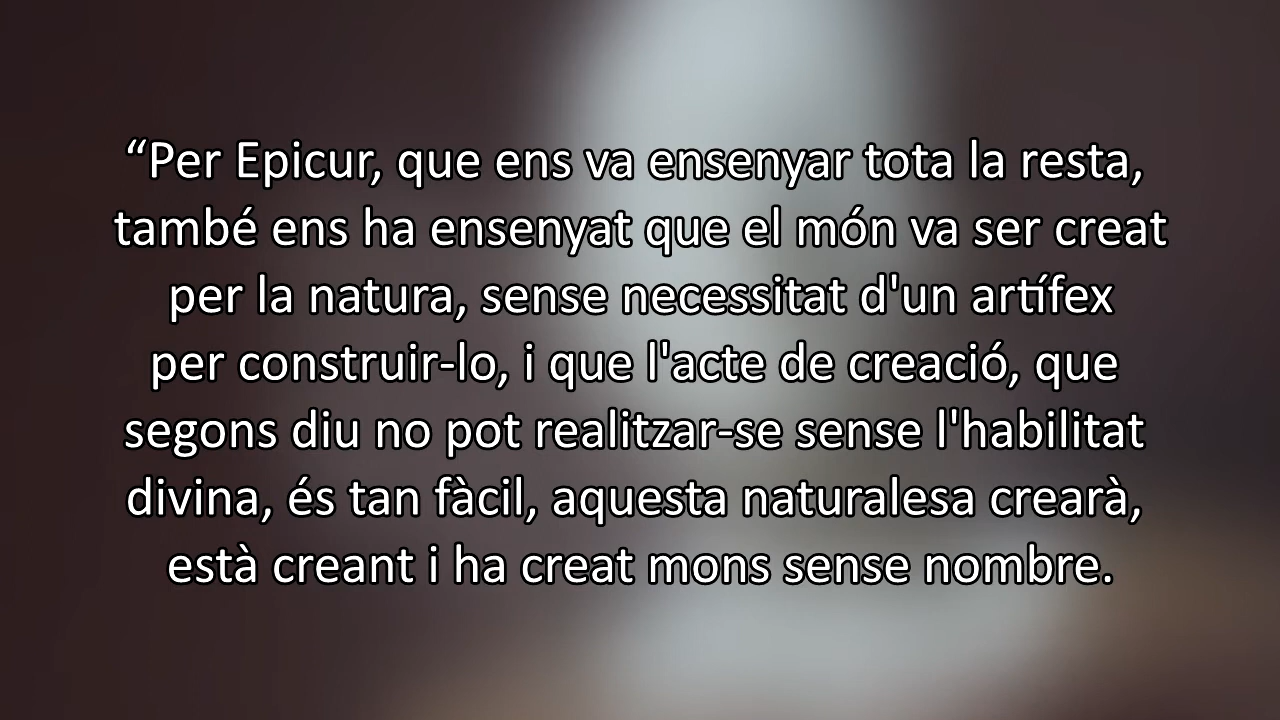 “Per Epicur, que ens va ensenyar tota la resta,
també ens ha ensenyat que el món va ser creat
per la natura, sense necessitat d'un artífex
per construir-lo, i que l'acte de creació, que
segons diu no pot realitzar-se sense l'habilitat
divina, és tan fàcil, aquesta naturalesa crearà,
està creant i ha creat mons sense nombre.